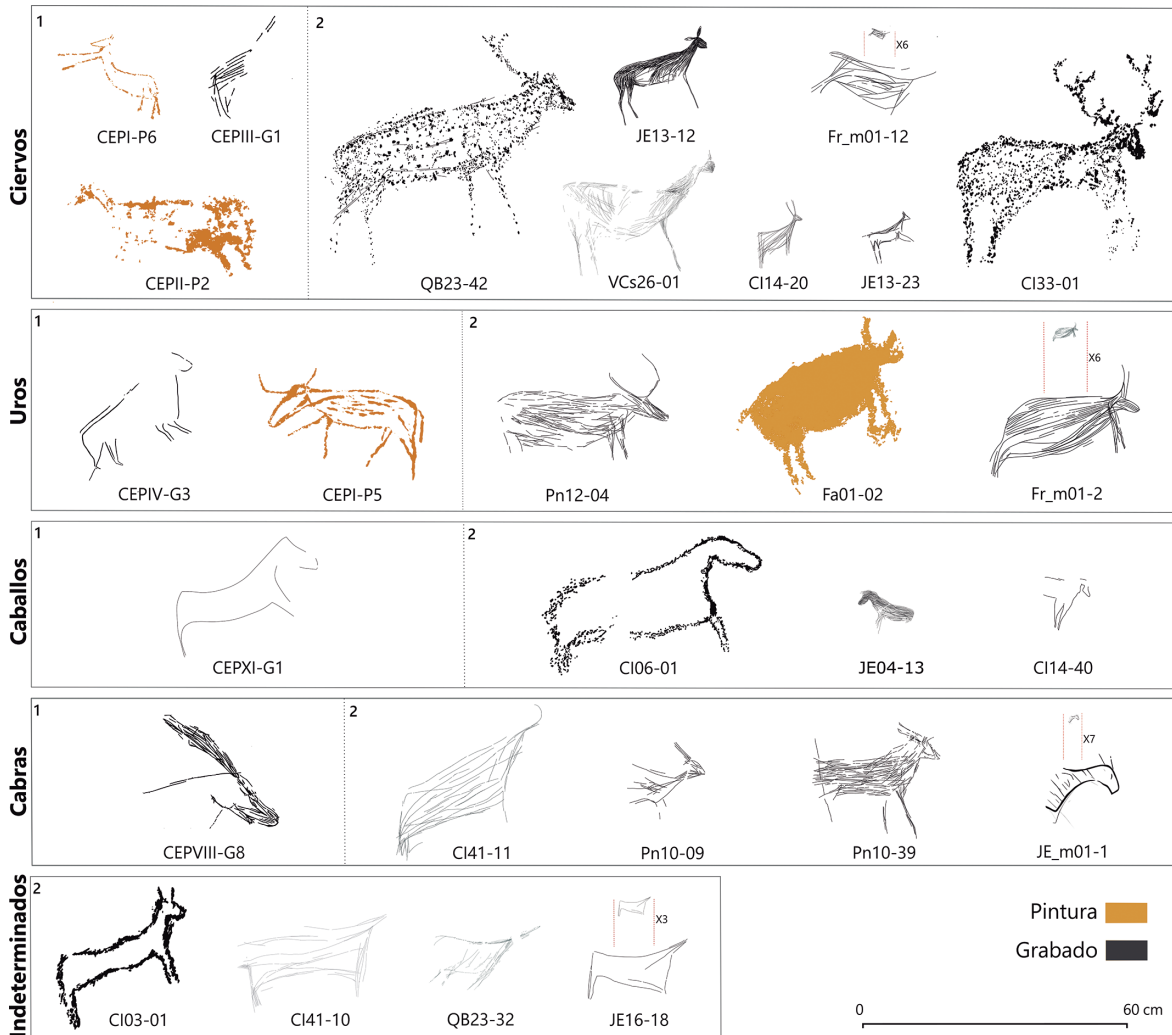 Ciervos
1
2
X6
CEPI-P6
CEPIII-G1
JE13-12
Fr_m01-12
CEPII-P2
QB23-42
VCs26-01
CI14-20
JE13-23
CI33-01
Uros
1
2
X6
CEPIV-G3
CEPI-P5
Pn12-04
Fa01-02
Fr_m01-2
Caballos
1
2
CEPXI-G1
CI06-01
JE04-13
CI14-40
Cabras
1
2
X7
CEPVIII-G8
CI41-11
Pn10-09
Pn10-39
JE_m01-1
Indeterminados
2
X3
CI03-01
CI41-10
QB23-32
JE16-18
Pintura
Grabado
0
60 cm